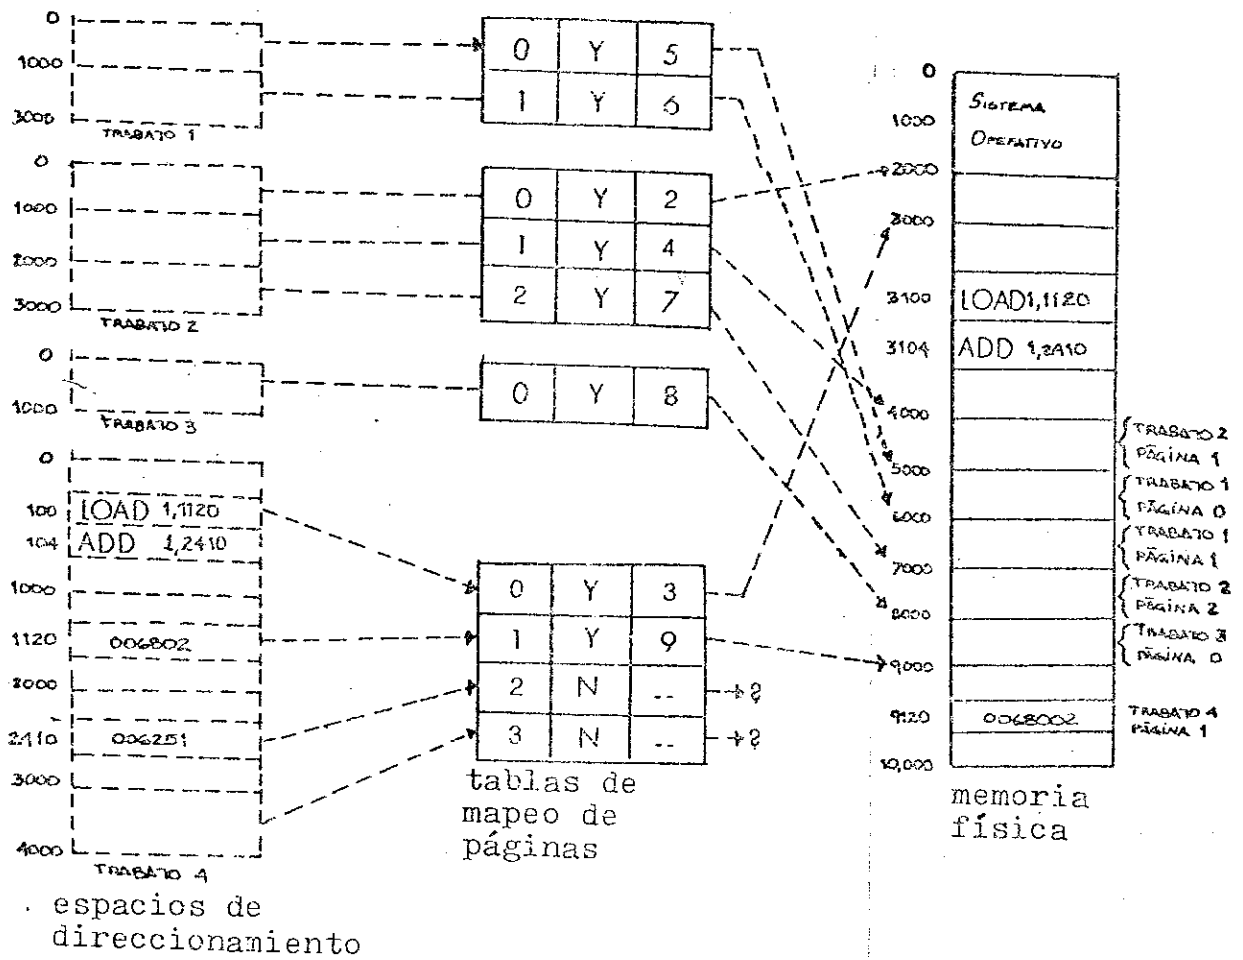 0
1000
3000
TRABAJO 1
0
1000
2000
3000
TRABAJO 2
0
1000
TRABAJO 3
0
100 LOAD 1,1120
104 ADD 1,2410
1000
1120 006802
2000
2410 006251
3000
4000
TRABAJO 4
espacios de
direccionamiento
0 Y 5
1 Y 6
0 Y 2
1 Y 4
2 Y 7
0 Y 8
0 Y 3
1 Y 9
2 N -- ?
3 N -- ?
tablas de
mapeo de
páginas
0
SISTEMA
1000
OPERATIVO
2000
3000
3100 LOAD 1,1120
3104 ADD 1,2410
4000
TRABAJO 2
PÁGINA 1
5000
TRABAJO 1
PÁGINA 0
6000
TRABAJO 1
PÁGINA 1
7000
TRABAJO 2
PÁGINA 2
8000
TRABAJO 3
PÁGINA 0
9000
9120 0068002
TRABAJO 4
PÁGINA 1
10,000
memoria
física